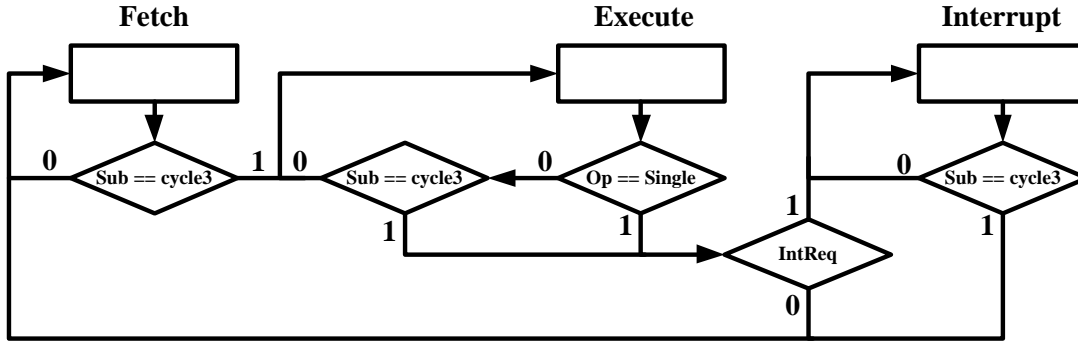 Fetch
Execute
Interrupt
0
Sub == cycle3
1
0
Sub == cycle3
1
0
Op == Single
1
1
IntReq
0
0
Sub == cycle3
1